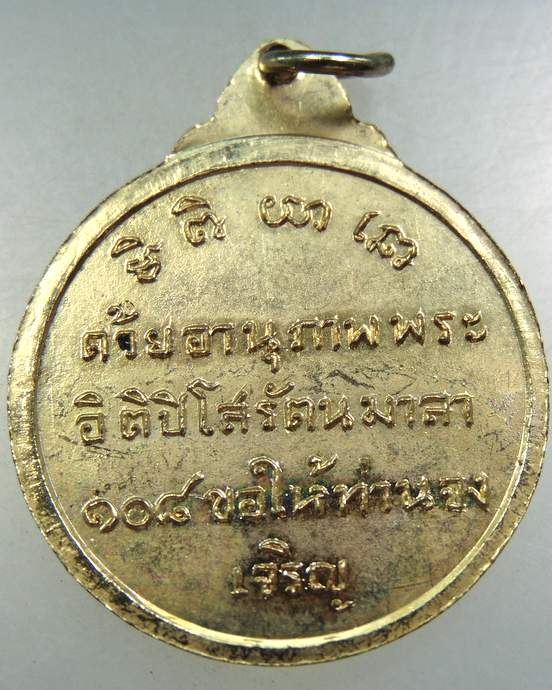 ด้วยอานุภาพพระ
อิติปิโสรัตนมาลา
๑๐๘ ขอให้ท่านจง
เจริญ